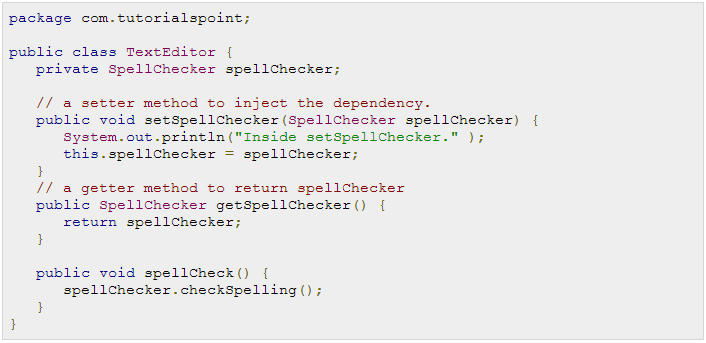 package com.tutorialspoint;

public class TextEditor {
   private SpellChecker spellChecker;

   // a setter method to inject the dependency.
   public void setSpellChecker(SpellChecker spellChecker) {
      System.out.println("Inside setSpellChecker." );
      this.spellChecker = spellChecker;
   }
   // a getter method to return spellChecker
   public SpellChecker getSpellChecker() {
      return spellChecker;
   }

   public void spellCheck() {
      spellChecker.checkSpelling();
   }
}